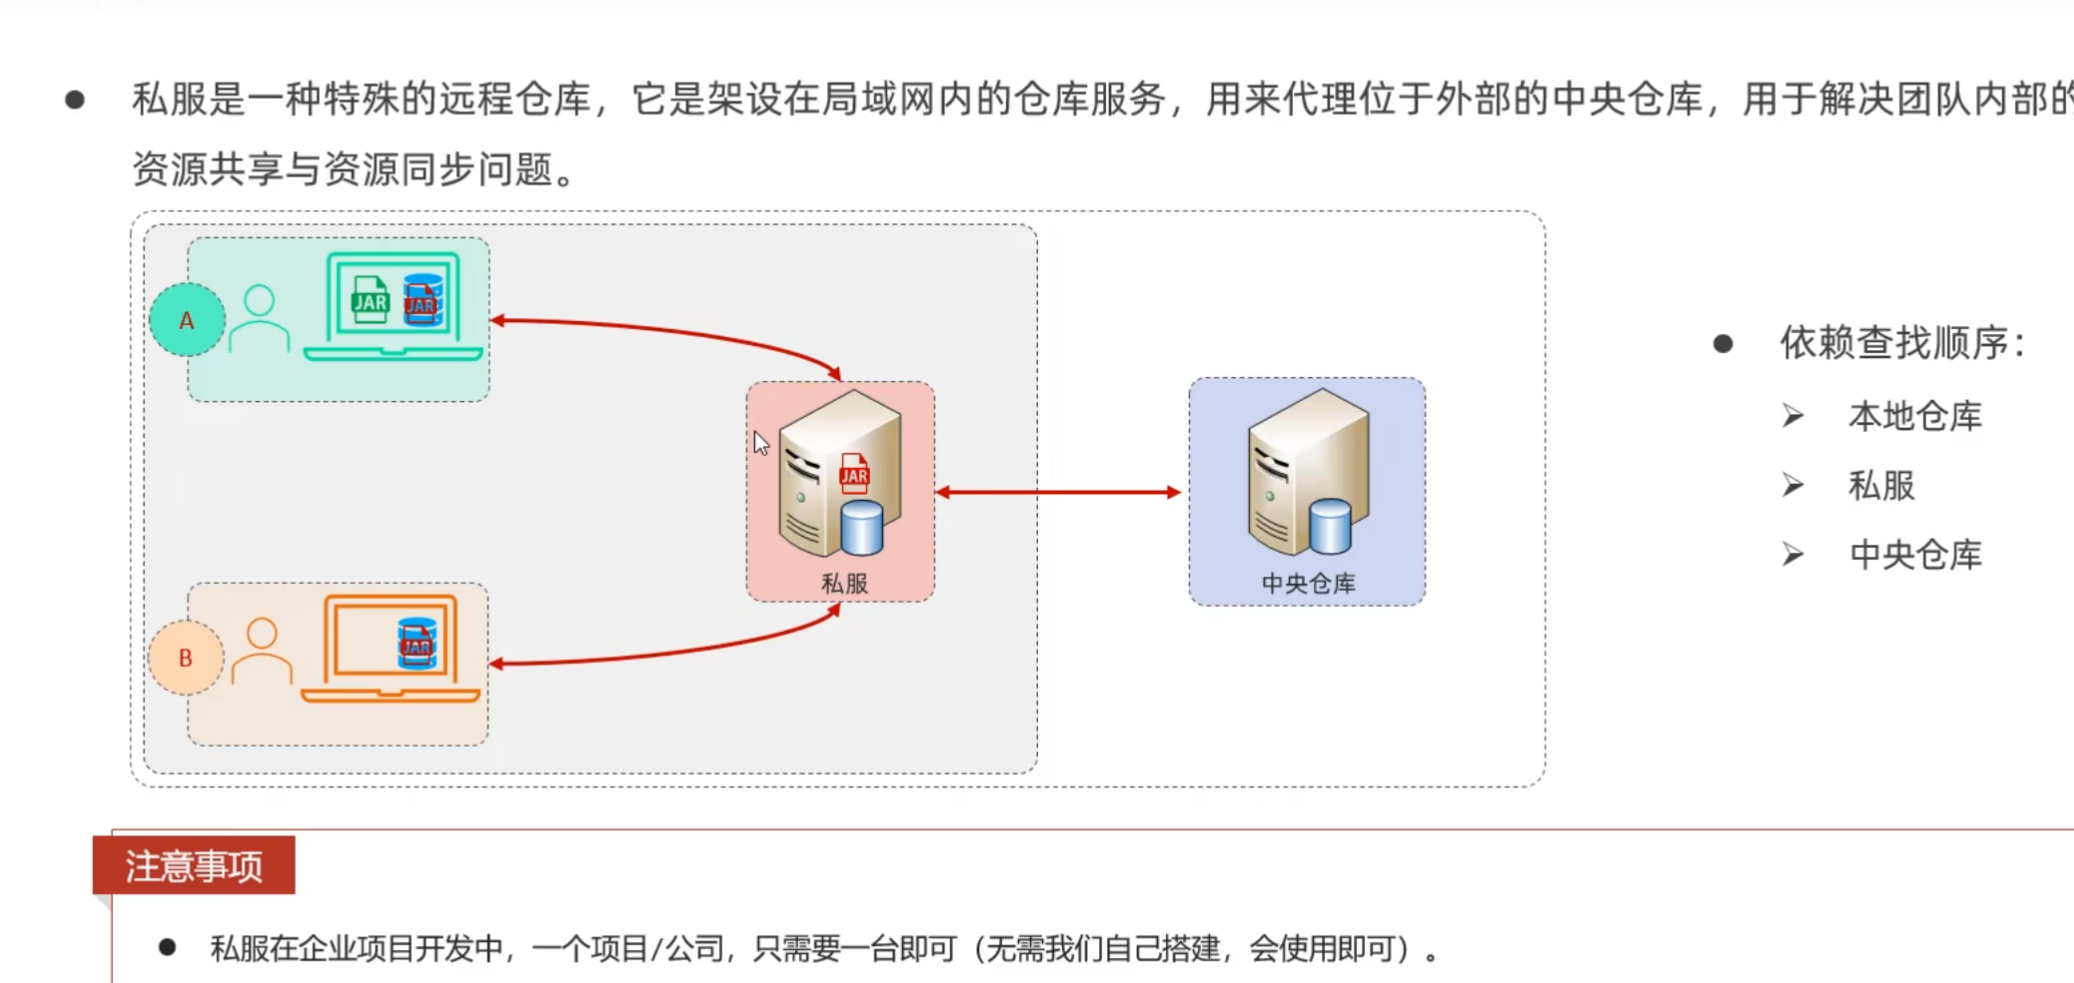 私服是一种特殊的远程仓库，它是架设在局域网内的仓库服务，用来代理位于外部的中央仓库，用于解决团队内部的
资源共享与资源同步问题。
A
JAR
JAR
B
JAR
JAR
私服
中央仓库
依赖查找顺序：
本地仓库
私服
中央仓库
注意事项
私服在企业项目开发中，一个项目/公司，只需要一台即可（无需我们自己搭建，会使用即可）。